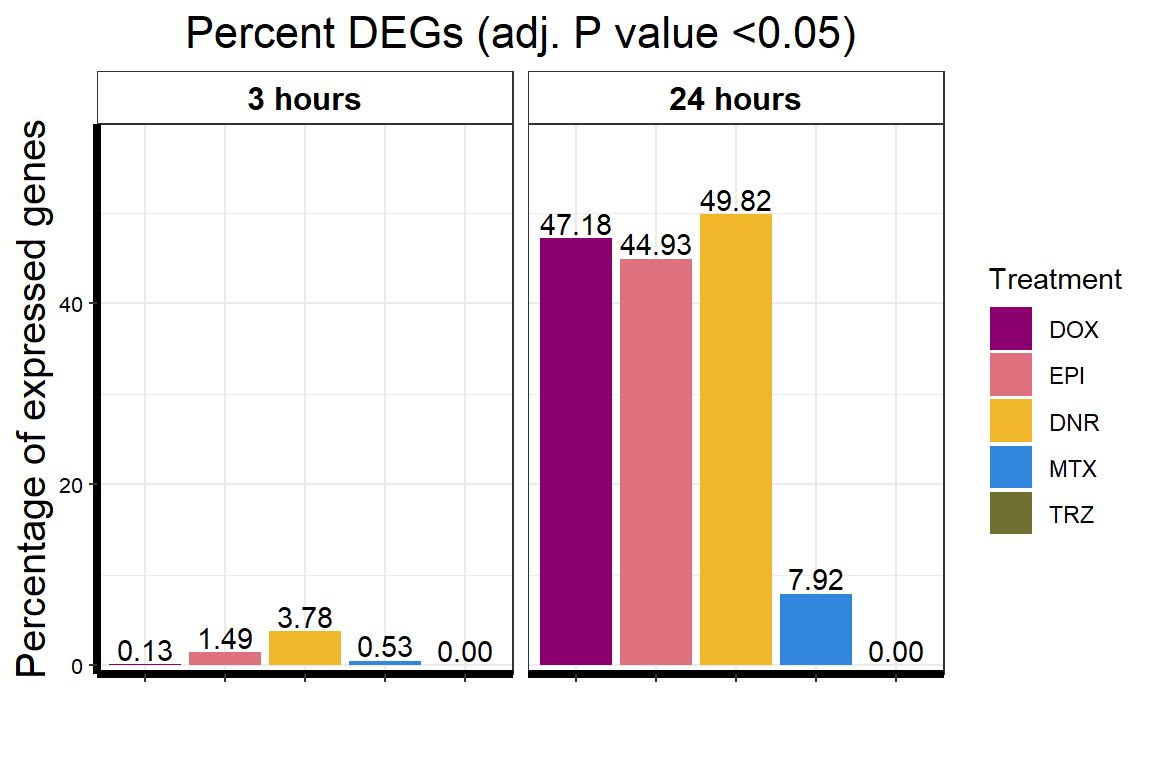 Percent DEGs (adj. P value <0.05)
3 hours
24 hours
Percentage of expressed genes
40
20
0
0.13
1.49
3.78
0.53
0.00
47.18
44.93
49.82
7.92
0.00
Treatment
DOX
EPI
DNR
MTX
TRZ